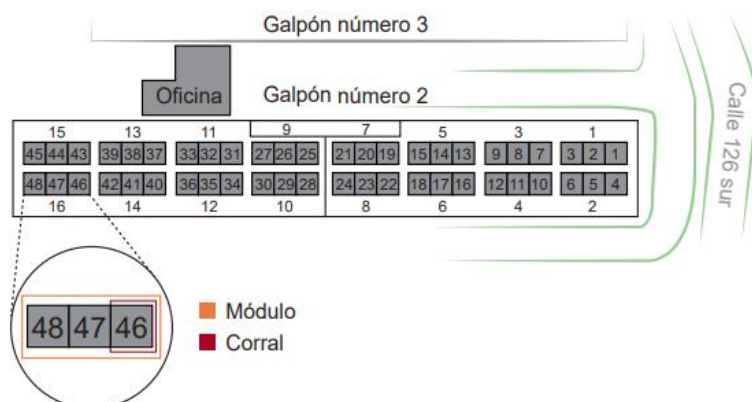 Galpón número 3
Oficina
Galpón número 2
Calle 126 sur
15 13 11 9 7 5 3 1
45 44 43 39 38 37 33 32 31 27 26 25 21 20 19 15 14 13 9 8 7 3 2 1
48 47 46 42 41 40 36 35 34 30 29 28 24 23 22 18 17 16 12 11 10 6 5 4
16 14 12 10 8 6 4 2
48 47 46
Módulo
Corral